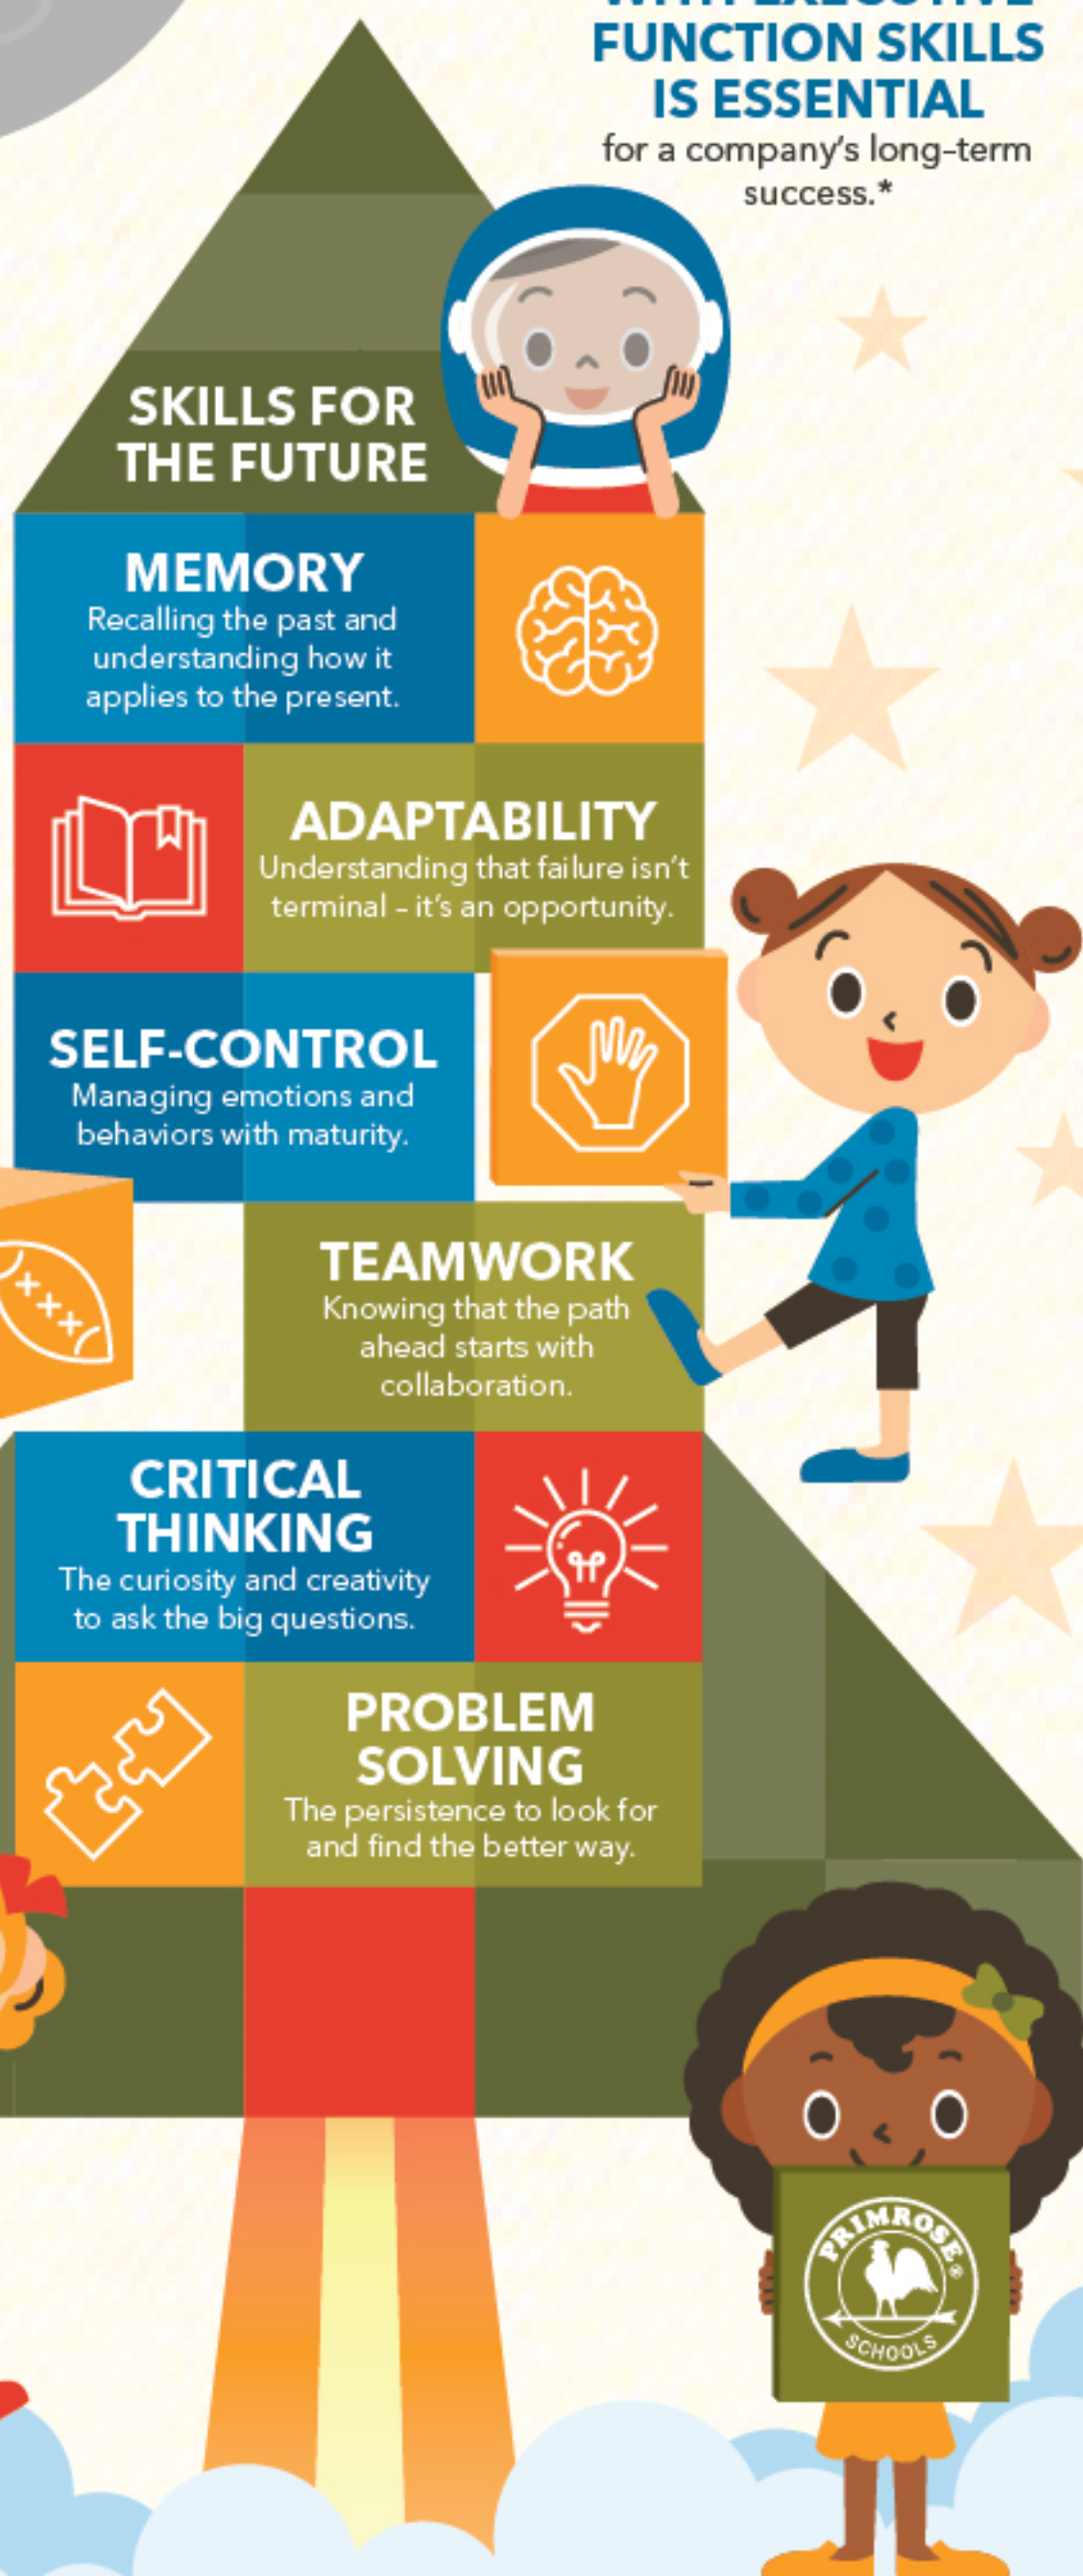 WITH EXECUTIVE
FUNCTION SKILLS
IS ESSENTIAL
for a company's long-term
success.*
SKILLS FOR
THE FUTURE
MEMORY
Recalling the past and
understanding how it
applies to the present.
ADAPTABILITY
Understanding that failure isn't
terminal – it's an opportunity.
SELF-CONTROL
Managing emotions and
behaviors with maturity.
TEAMWORK
Knowing that the path
ahead starts with
collaboration.
CRITICAL
THINKING
The curiosity and creativity
to ask the big questions.
PROBLEM
SOLVING
The persistence to look for
and find the better way.
PRIMROSE®
SCHOOLS